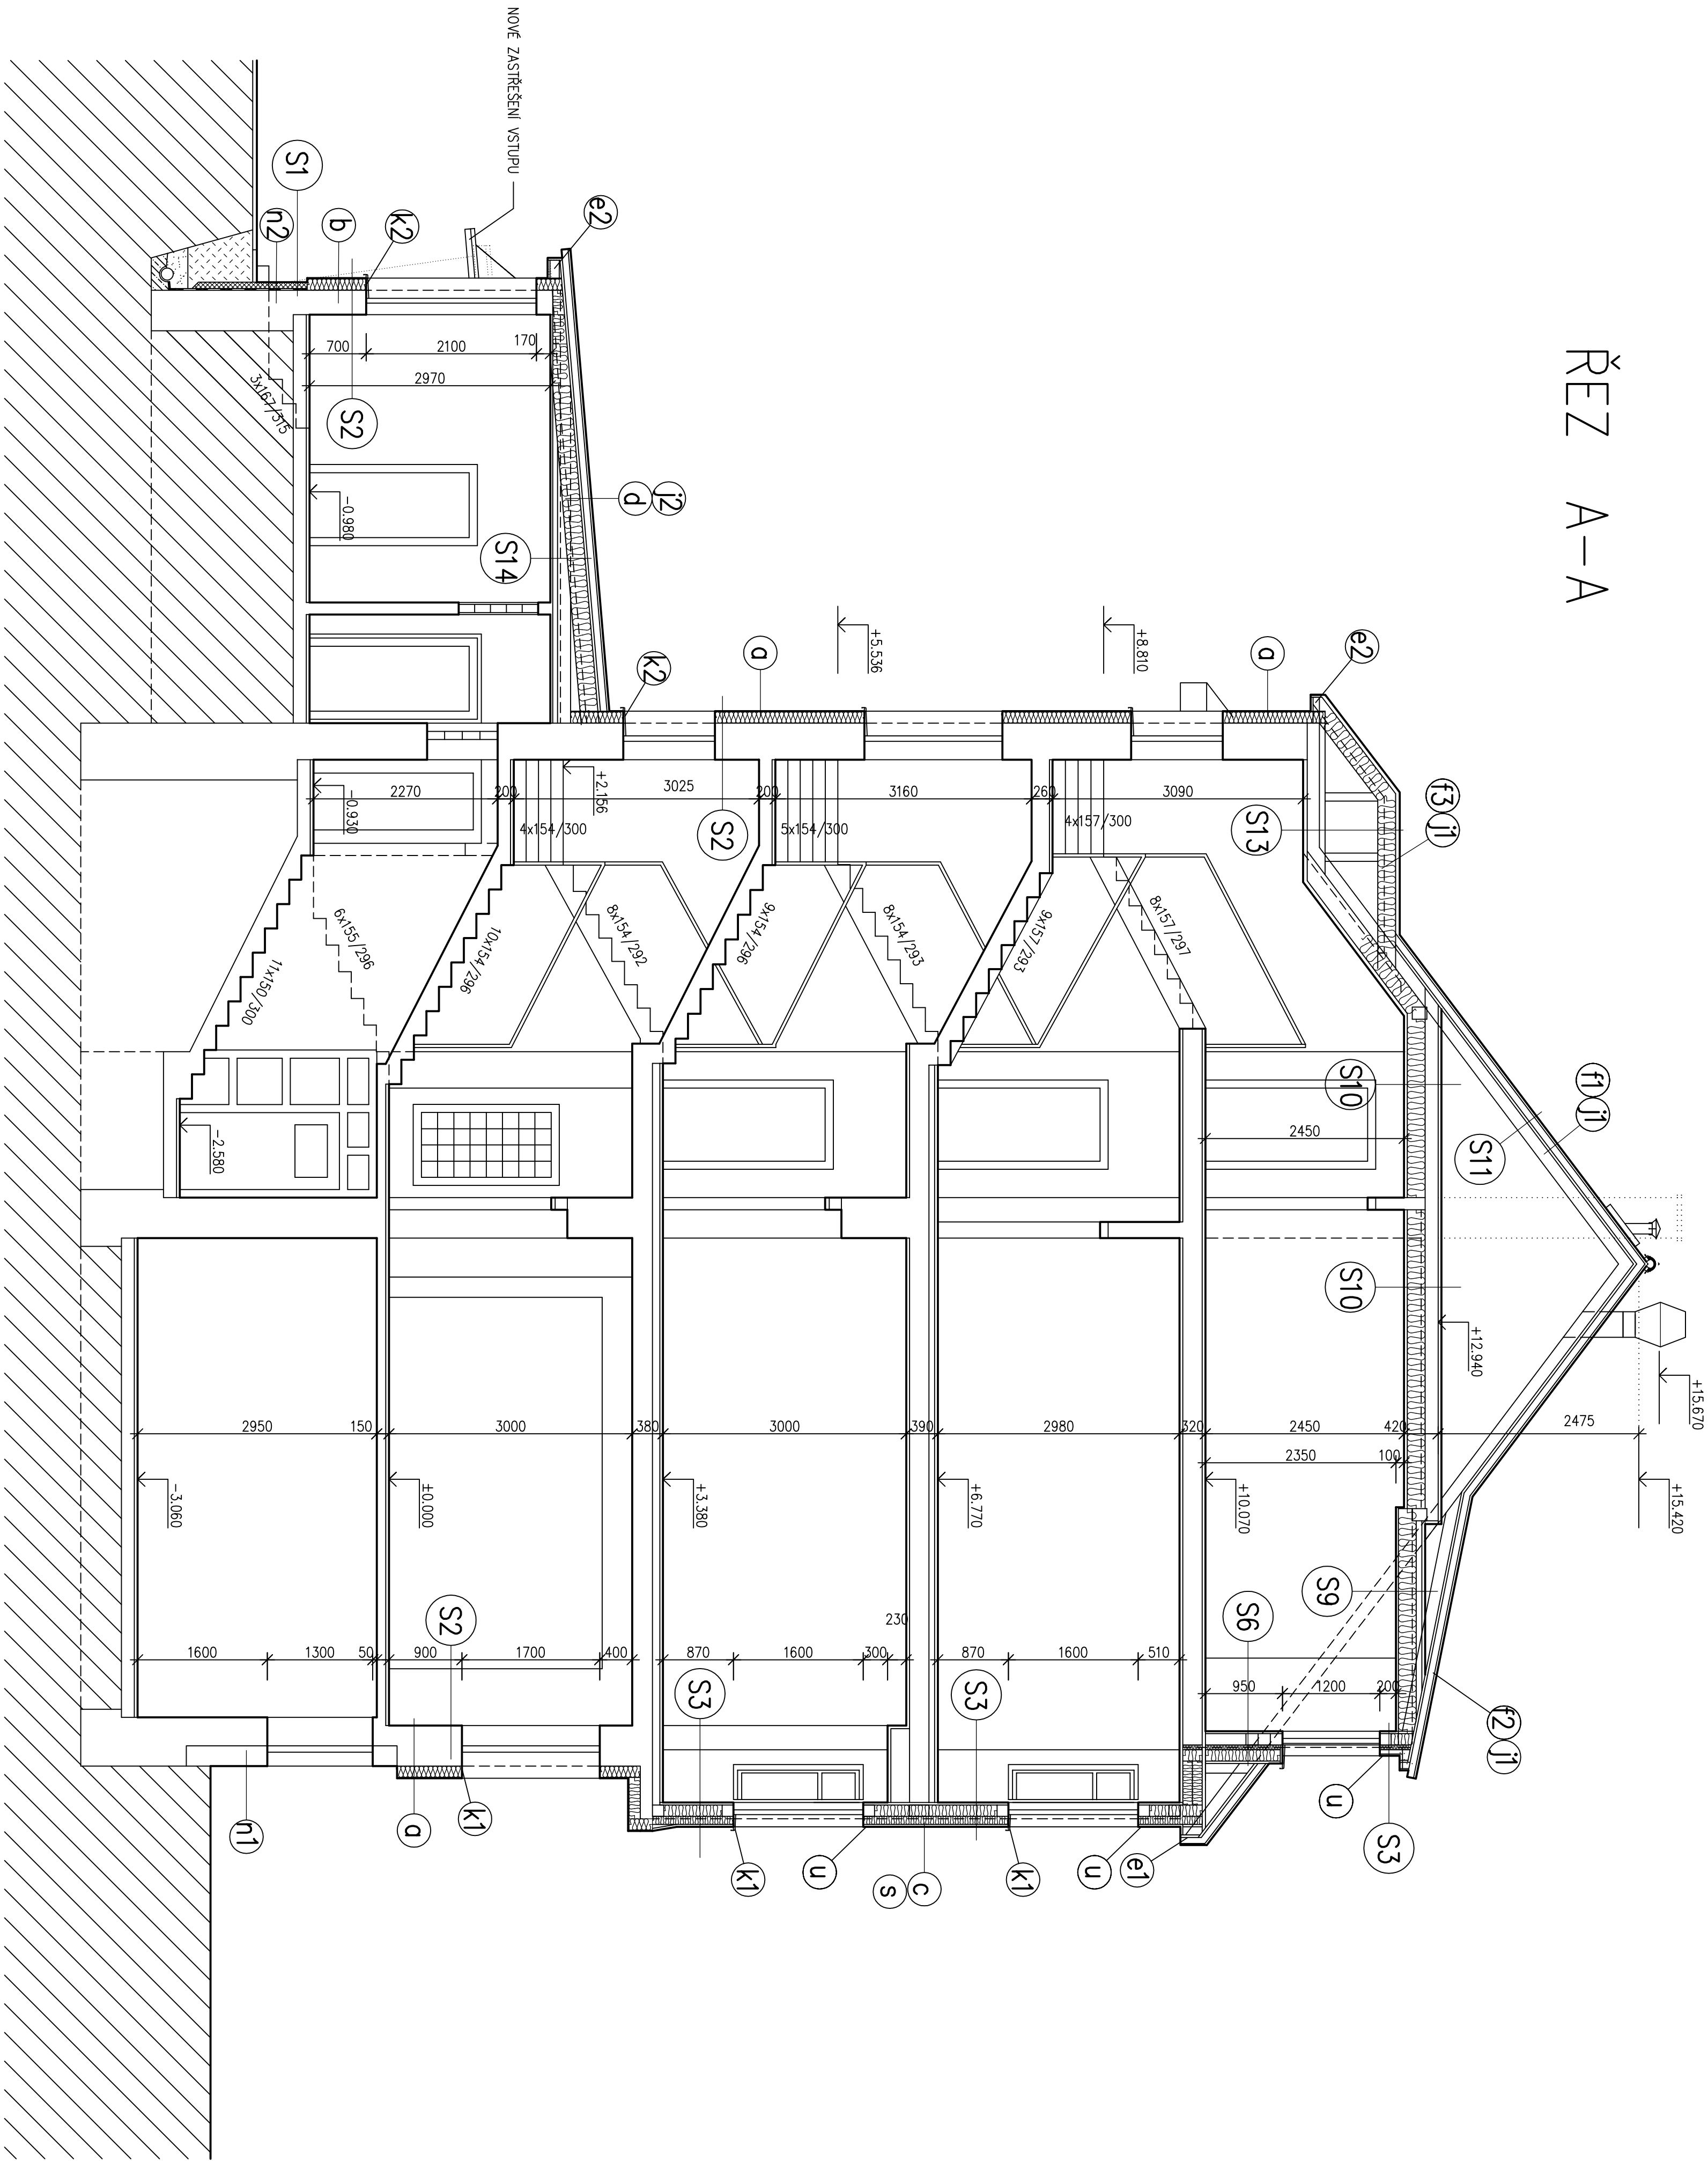 ŘEZ A-A
NOVÉ ZASTŘEŠENÍ VSTUPU
S1
n2
b
k2
e2
700
2100
170
2970
3x167/315
S2
-0.980
S14
d
j2
k2
a
+5.536
+8.810
a
e2
f3
j1
S13
2270
200
3025
200
3160
260
3090
-0.930
+2.156
4x154/300
S2
5x154/300
4x157/300
6x155/296
11x150/300
10x154/296
8x154/292
9x154/296
8x154/293
9x157/293
8x157/297
-2.580
S10
2450
S11
f1
j1
S10
+12.940
+15.670
+15.420
2950
150
3000
380
3000
390
2980
320
2450
420
2475
2350
100
-3.060
±0.000
+3.380
+6.770
+10.070
S9
S6
S2
230
1600
1300
50
900
1700
400
870
1600
300
870
1600
510
950
1200
200
S3
S3
f2
j1
n1
a
k1
k1
u
s
c
k1
u
e1
u
S3